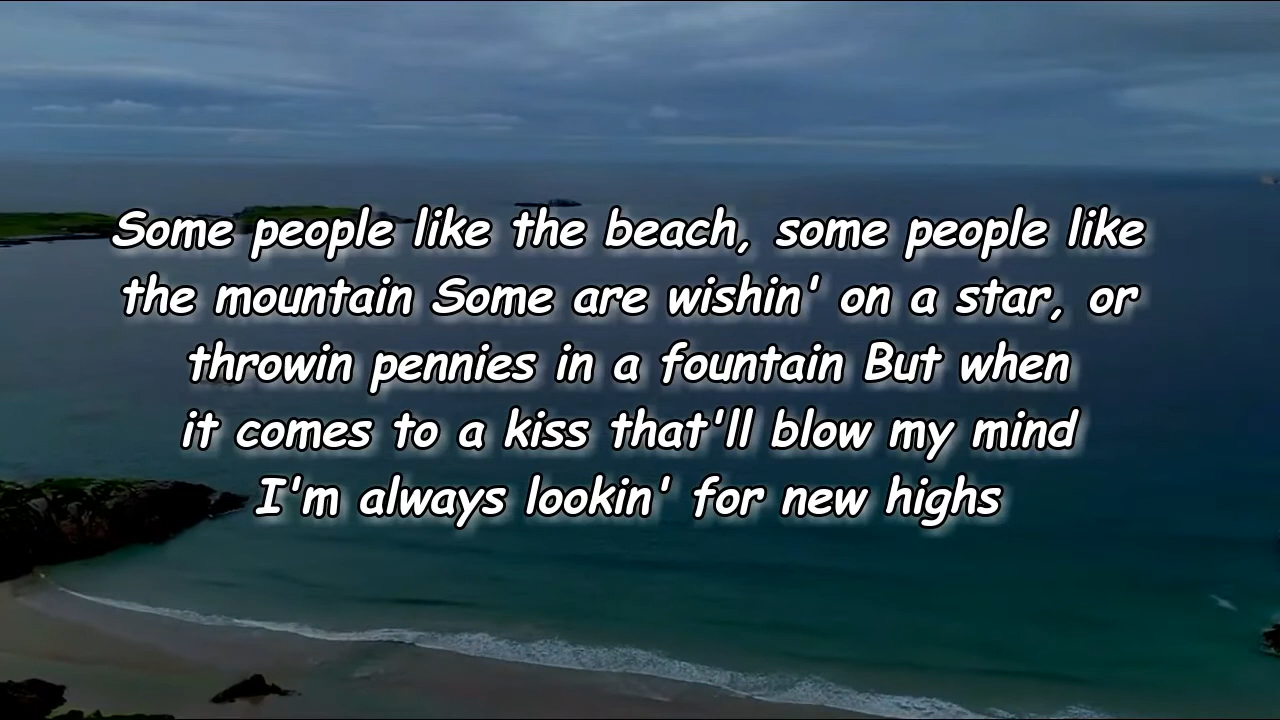 Some people like the beach, some people like
the mountain Some are wishin' on a star, or
throwin pennies in a fountain But when
it comes to a kiss that'll blow my mind
I'm always lookin' for new highs